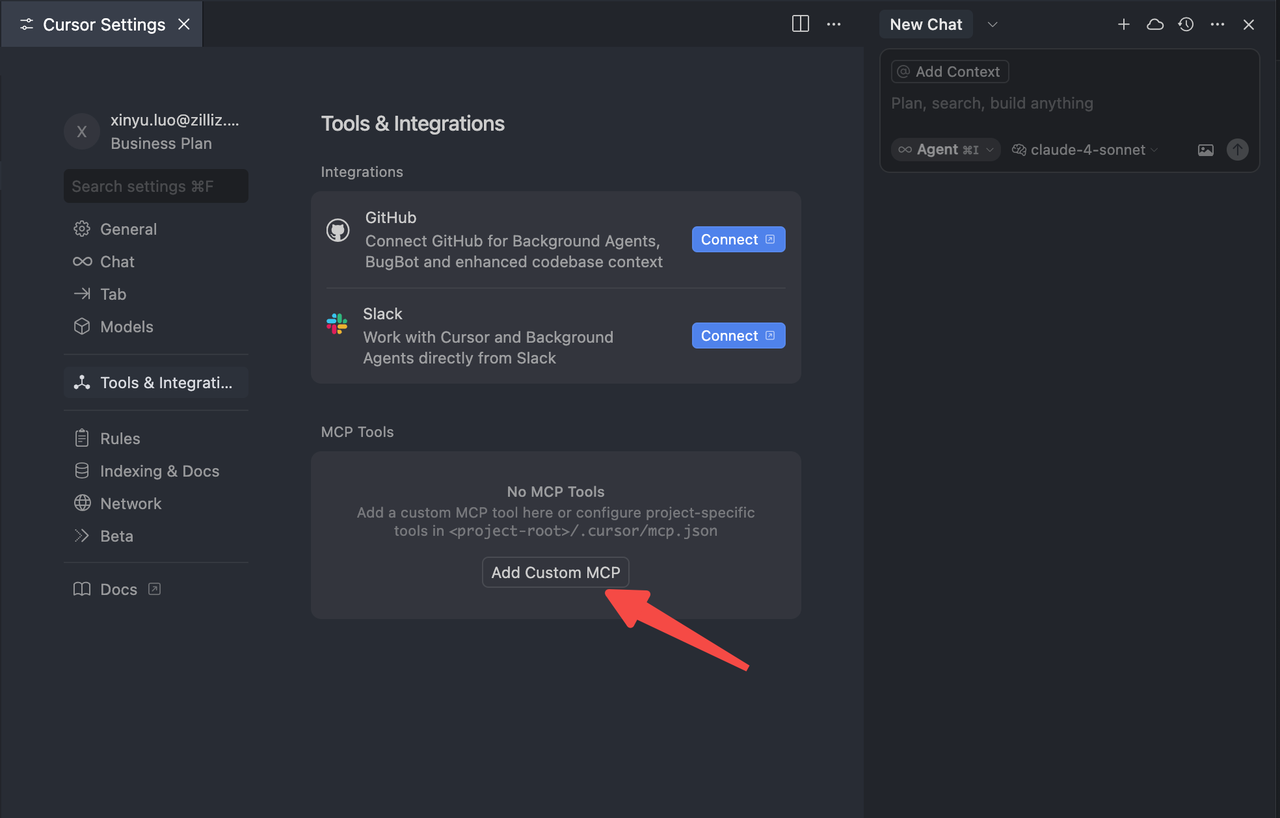 Cursor Settings
New Chat
Add Context
Plan, search, build anything
Agent ⌘I
claude-4-sonnet
X
xinyu.luo@zilliz....
Business Plan
Search settings ⌘F
General
Chat
Tab
Models
Tools & Integrati...
Rules
Indexing & Docs
Network
Beta
Docs
Tools & Integrations
Integrations
GitHub
Connect GitHub for Background Agents,
BugBot and enhanced codebase context
Connect
Slack
Work with Cursor and Background
Agents directly from Slack
Connect
MCP Tools
No MCP Tools
Add a custom MCP tool here or configure project-specific
tools in <project-root>/.cursor/mcp.json
Add Custom MCP